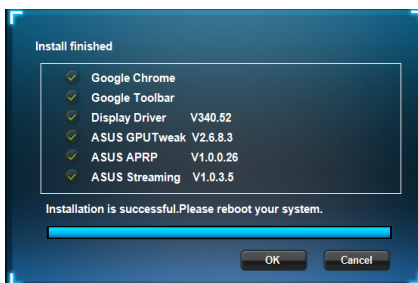 Install finished
Google Chrome
Google Toolbar
Display Driver V340.52
ASUS GPUTweak V2.6.8.3
ASUS APRP V1.0.0.26
ASUS Streaming V1.0.3.5
Installation is successful.Please reboot your system.
OK Cancel